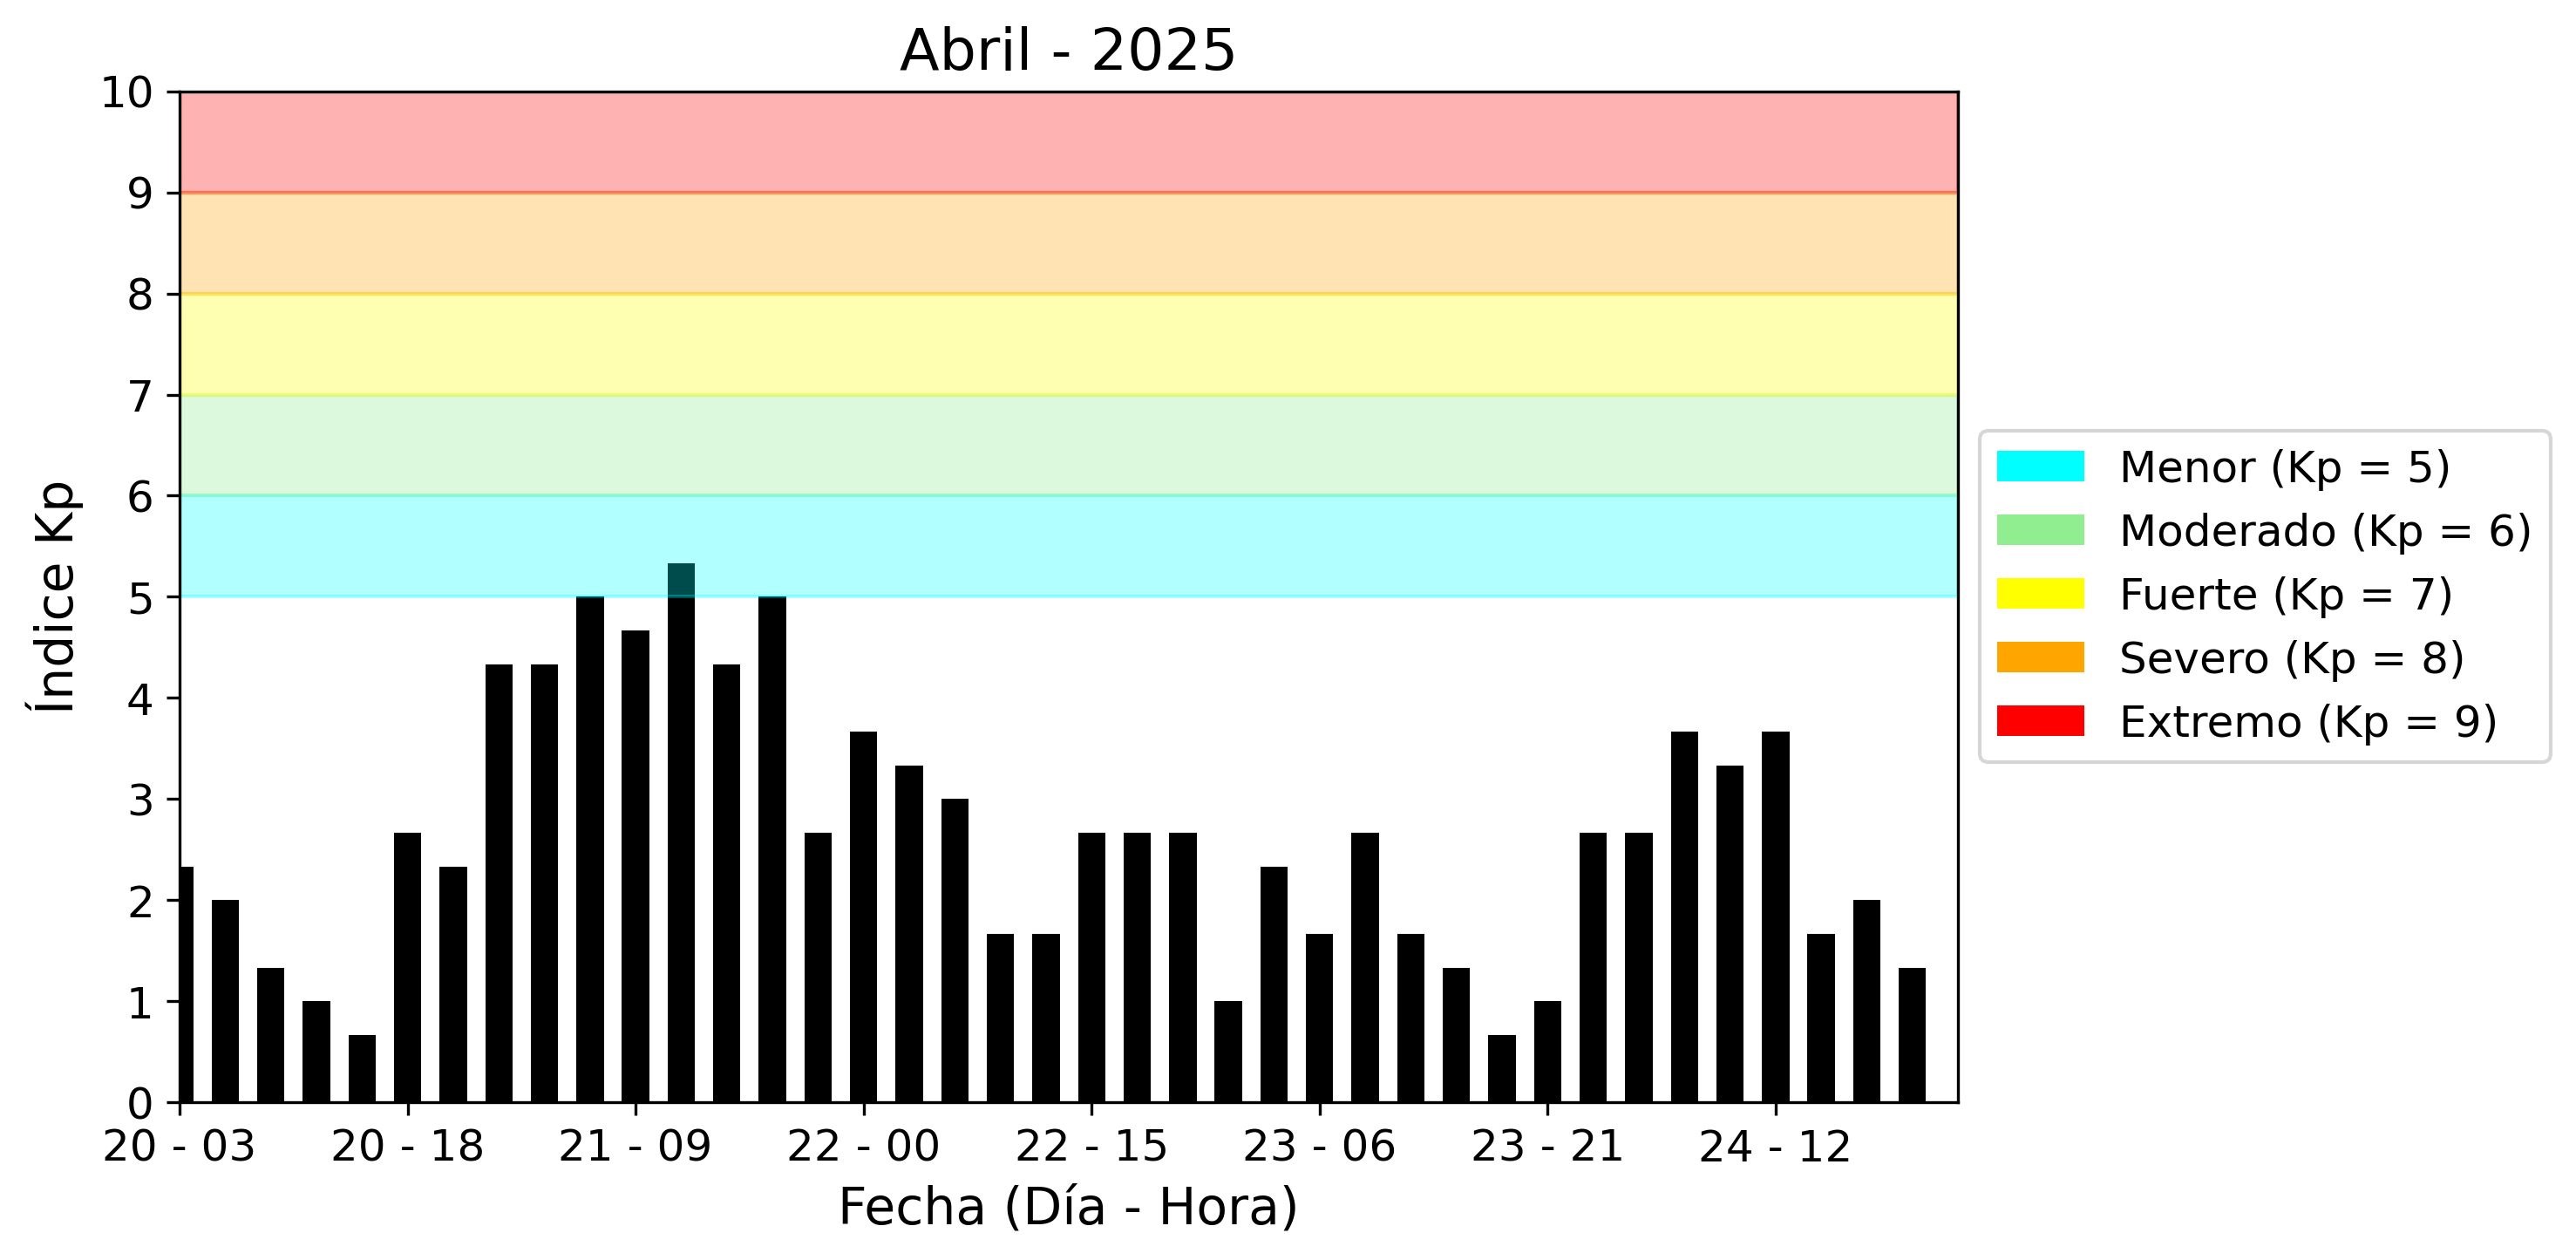 Abril - 2025
10
9
8
7
6
5
4
3
2
1
0
Índice Kp
20 - 03
20 - 18
21 - 09
22 - 00
22 - 15
23 - 06
23 - 21
24 - 12
Fecha (Día - Hora)
Menor (Kp = 5)
Moderado (Kp = 6)
Fuerte (Kp = 7)
Severo (Kp = 8)
Extremo (Kp = 9)